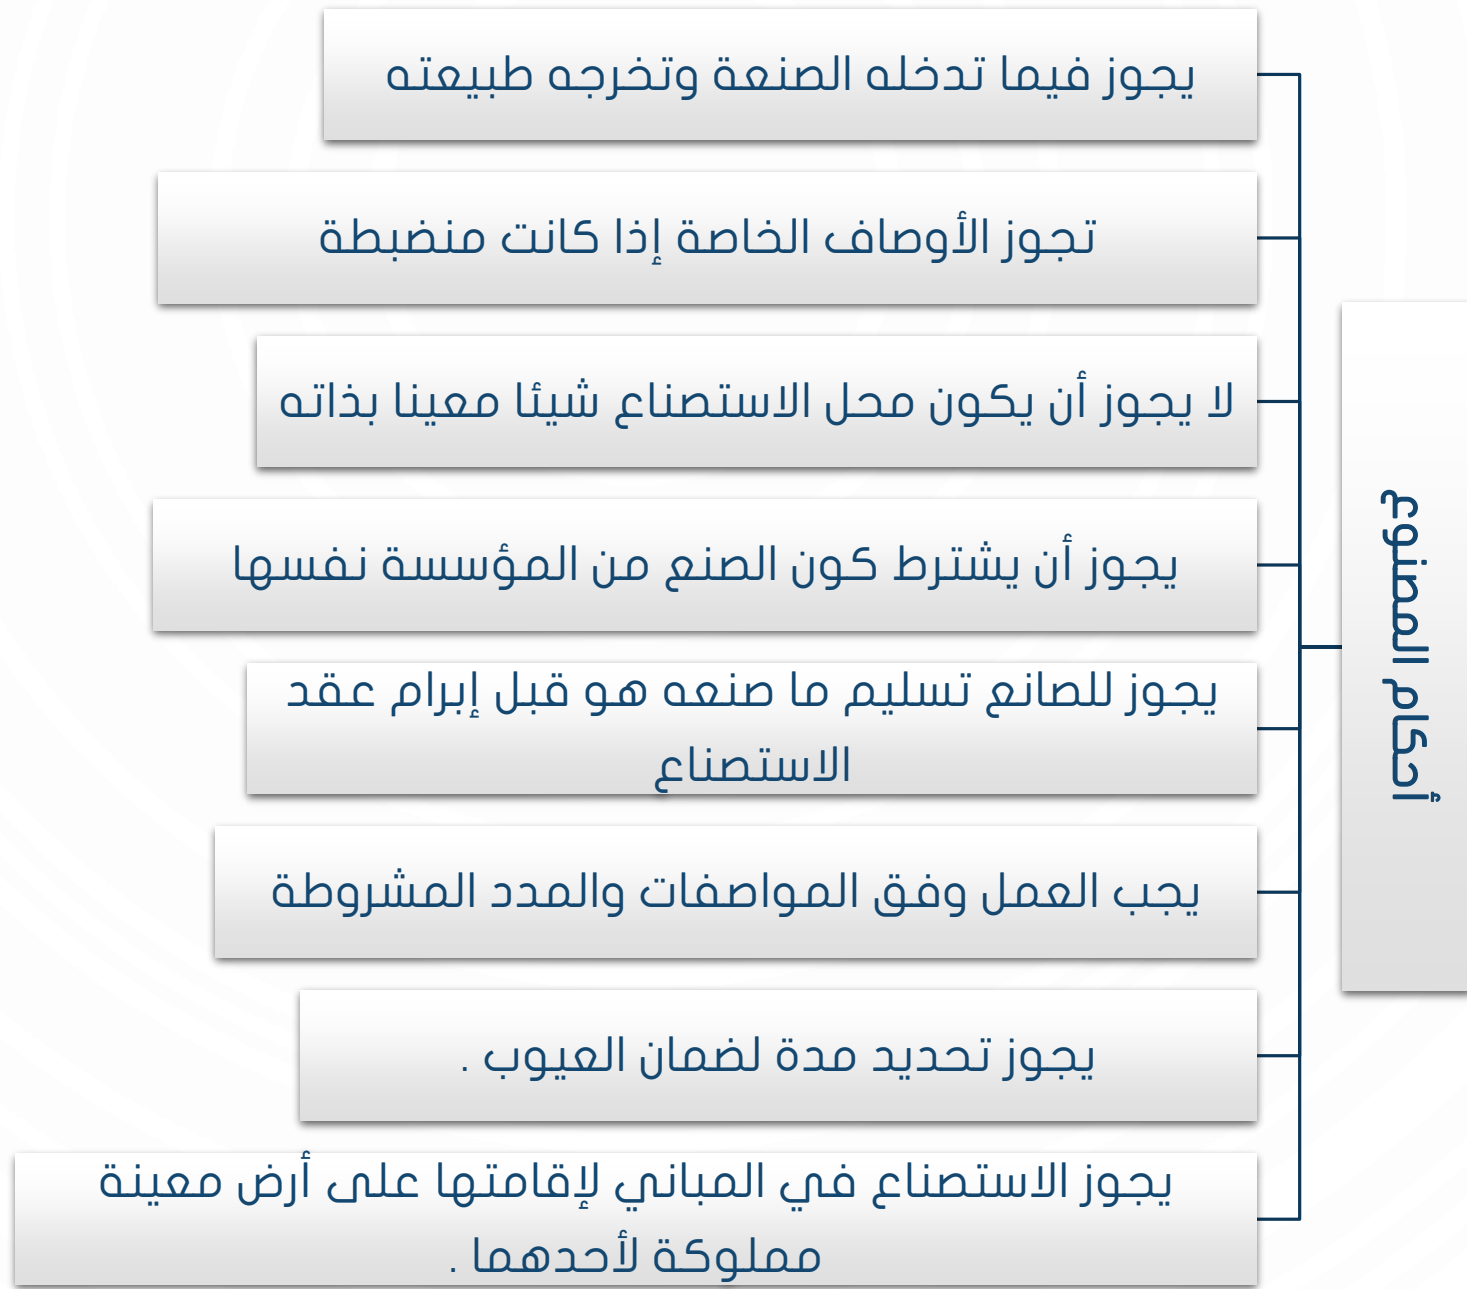 أحكام المصنوع
يجوز فيما تدخله الصنعة وتخرجه طبيعته
تجوز الأوصاف الخاصة إذا كانت منضبطة
لا يجوز أن يكون محل الاستصناع شيئا معينا بذاته
يجوز أن يشترط كون الصنع من المؤسسة نفسها
يجوز للصانع تسليم ما صنعه هو قبل إبرام عقد
الاستصناع
يجب العمل وفق المواصفات والمدد المشروطة
يجوز تحديد مدة لضمان العيوب .
يجوز الاستصناع في المباني لإقامتها على أرض معينة
مملوكة لأحدهما .